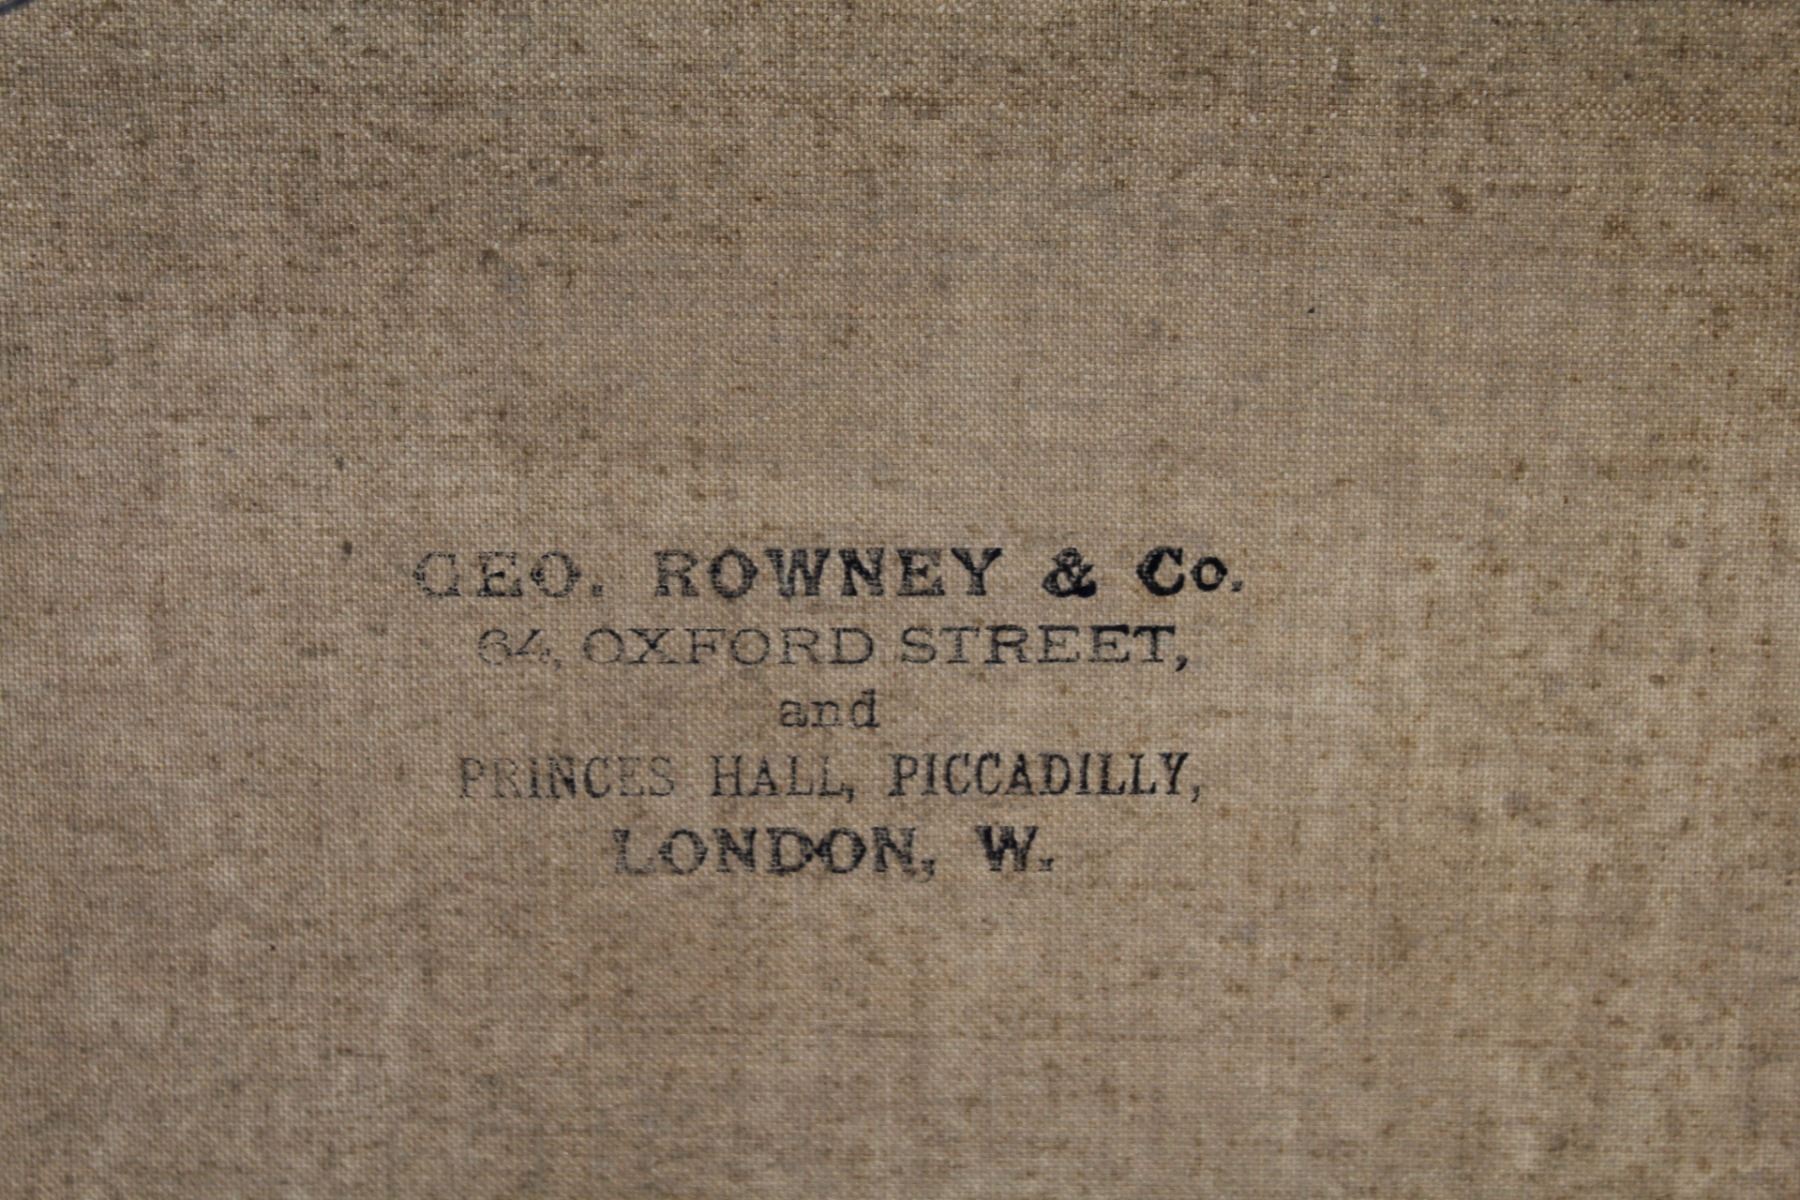 GEO. ROWNEY & Co.
64, OXFORD STREET,
and
PRINCES HALL, PICCADILLY,
LONDON, W.